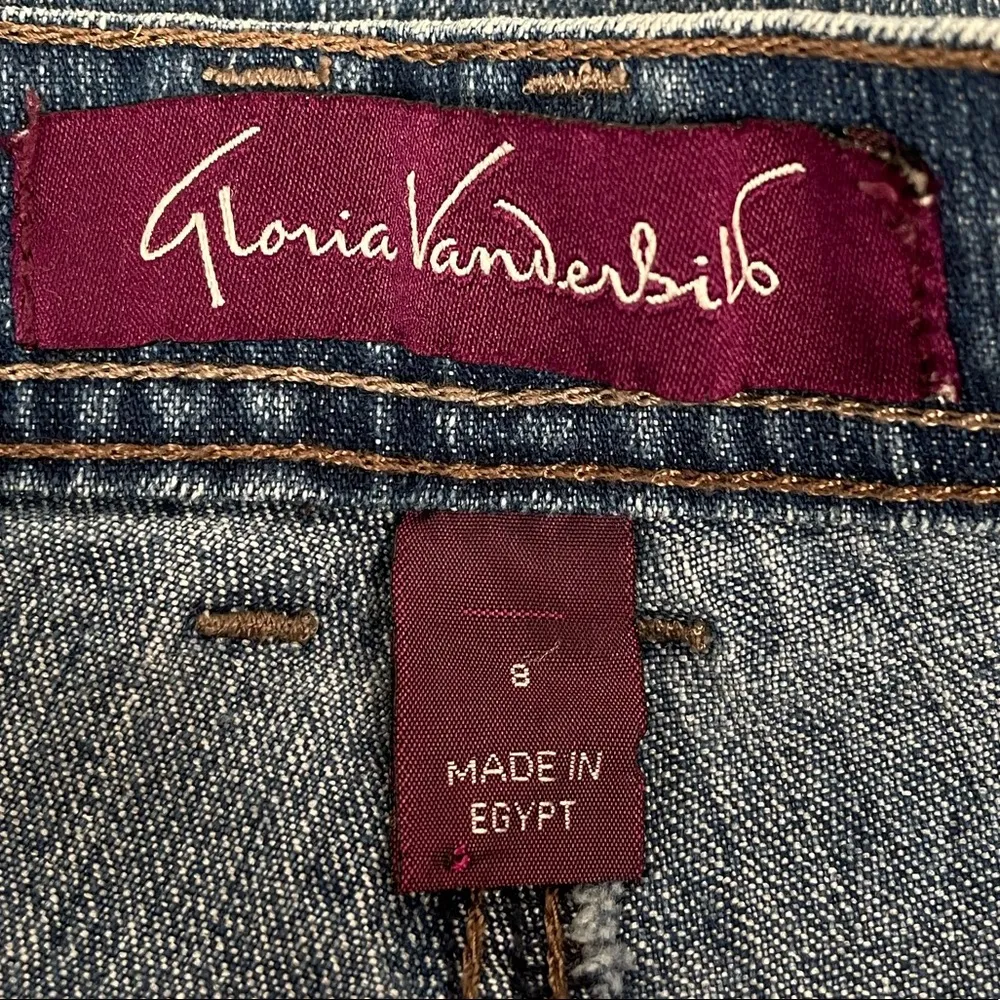 Gloria Vanderbilt
8
MADE IN
EGYPT